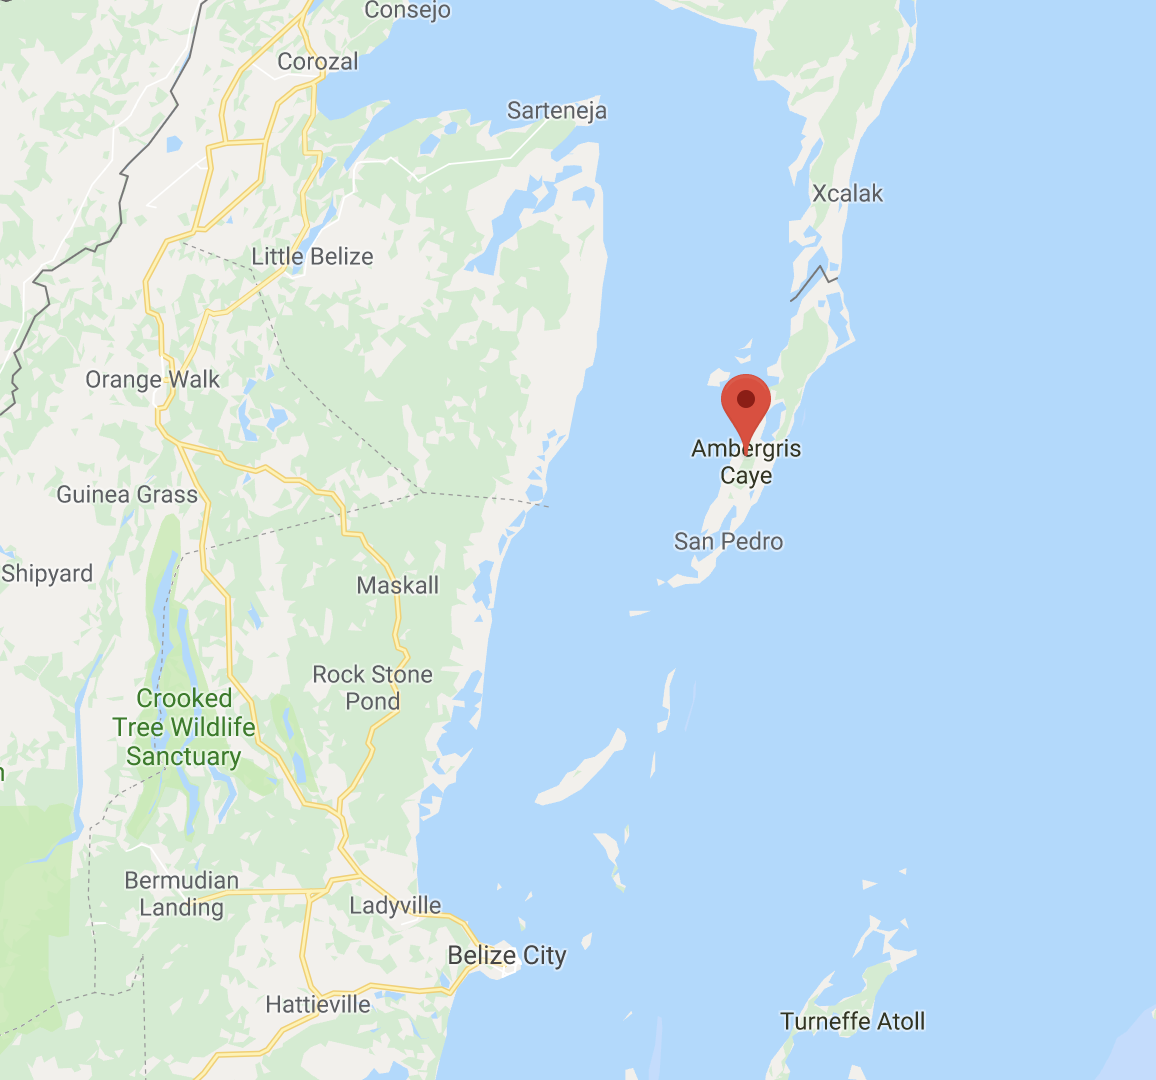 Consejo
Corozal
Sarteneja
Xcalak
Little Belize
Orange Walk
Ambergris
Caye
Guinea Grass
San Pedro
Shipyard
Maskall
Rock Stone
Pond
Crooked
Tree Wildlife
Sanctuary
Bermudian
Landing
Ladyville
Belize City
Hattieville
Turneffe Atoll